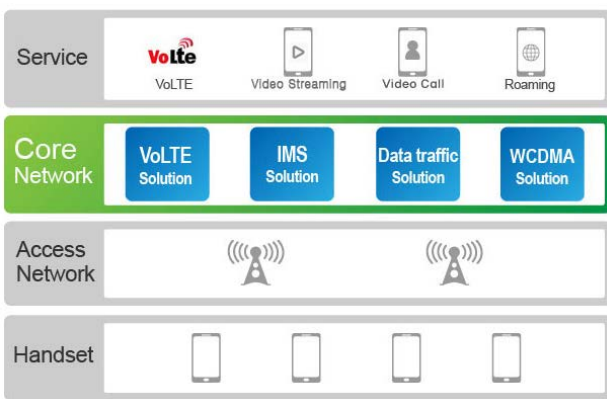 Service
VoLte
VoLTE
Video Streaming
Video Call
Roaming
Core
Network
VoLTE
Solution
IMS
Solution
Data traffic
Solution
WCDMA
Solution
Access
Network
Handset